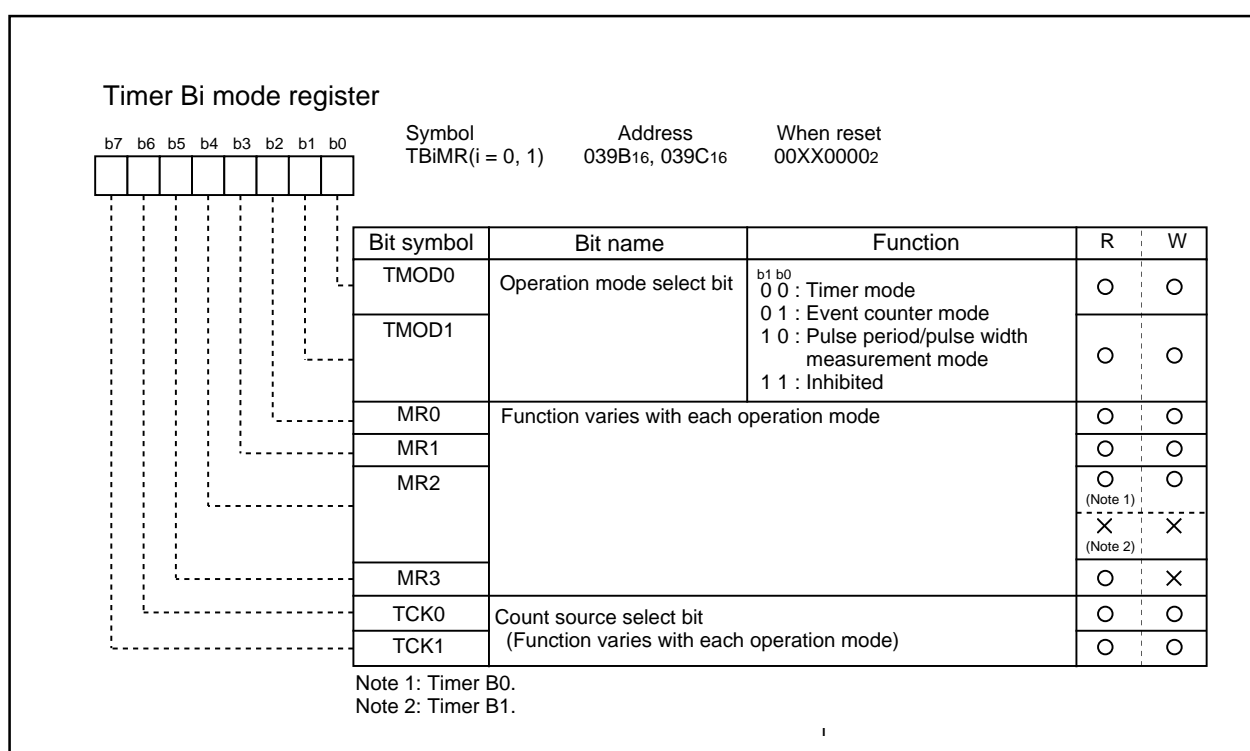 Timer Bi mode register
Symbol Address When reset
TBiMR(i = 0, 1) 039B16, 039C16 00XX00002
b7 b6 b5 b4 b3 b2 b1 b0
Bit symbol Bit name Function R W
TMOD0 Operation mode select bit b1 b0
0 0 : Timer mode
0 1 : Event counter mode
TMOD1 1 0 : Pulse period/pulse width
measurement mode
1 1 : Inhibited
MR0 Function varies with each operation mode
MR1
MR2
(Note 1)
(Note 2)
MR3
TCK0 Count source select bit
TCK1 (Function varies with each operation mode)
Note 1: Timer B0.
Note 2: Timer B1.